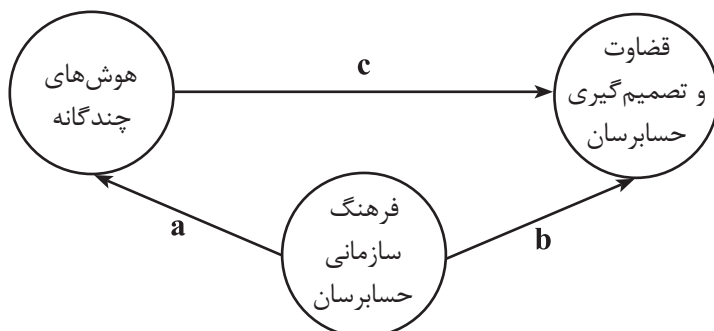 هوش‌های
چندگانه
c
قضاوت
و تصمیم‌گیری
حسابرسان
a
فرهنگ
سازمانی
حسابرسان
b